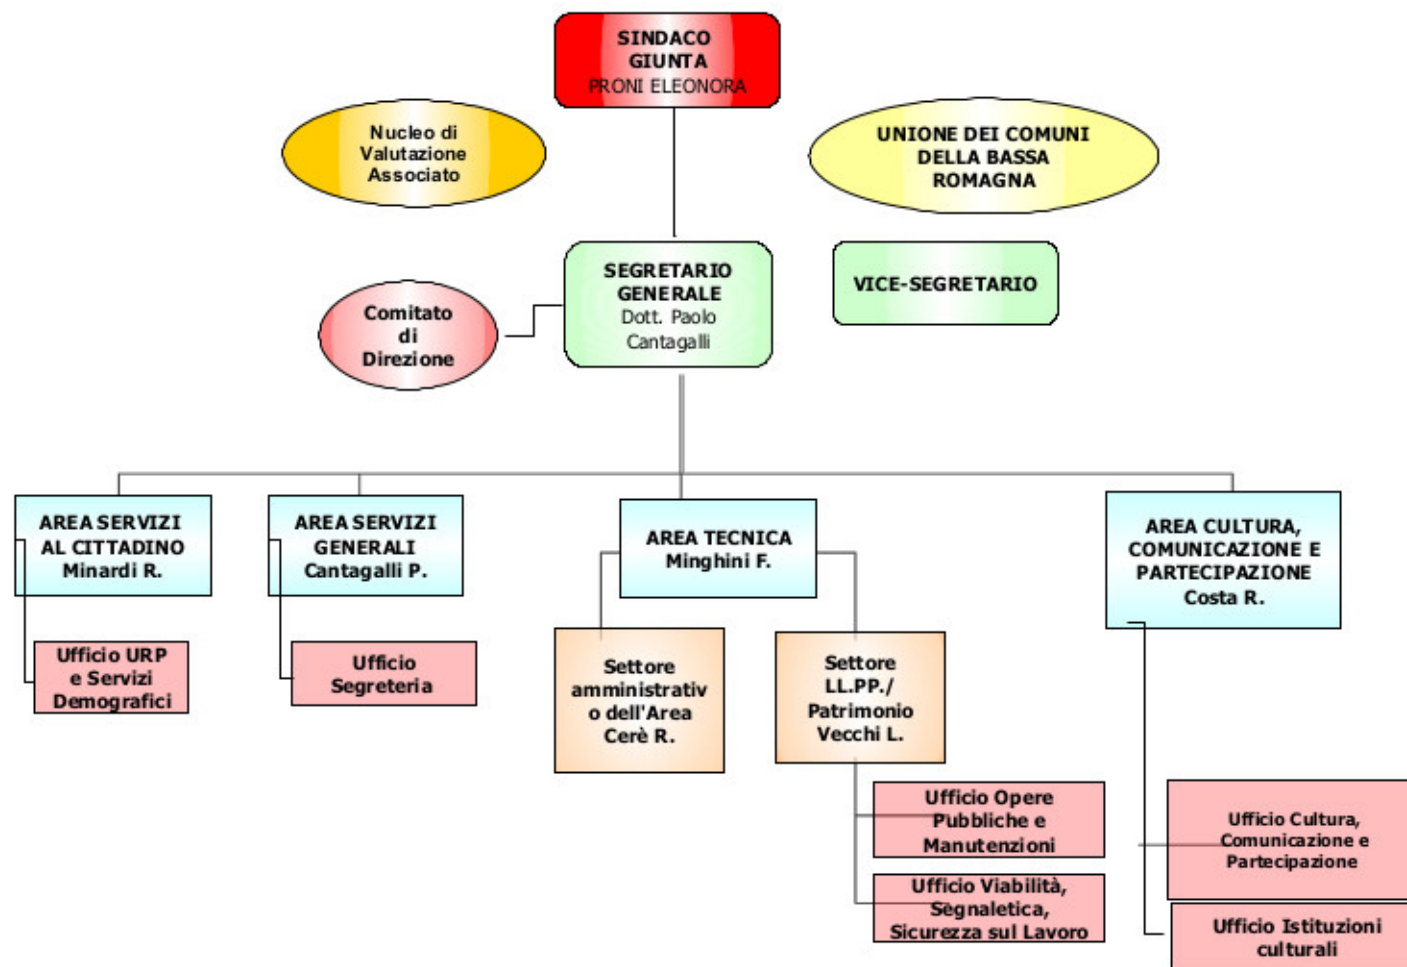 SINDACO
GIUNTA
PRONI ELEONORA
Nucleo di
Valutazione
Associato
UNIONE DEI COMUNI
DELLA BASSA
ROMAGNA
SEGRETARIO
GENERALE
Dott. Paolo
Cantagalli
VICE-SEGRETARIO
Comitato
di
Direzione
AREA SERVIZI
AL CITTADINO
Minardi R.
AREA SERVIZI
GENERALI
Cantagalli P.
AREA TECNICA
Minghini F.
AREA CULTURA,
COMUNICAZIONE E
PARTECIPAZIONE
Costa R.
Ufficio URP
e Servizi
Demografici
Ufficio
Segreteria
Settore
amministrativ
o dell'Area
Cerè R.
Settore
LL.PP./
Patrimonio
Vecchi L.
Ufficio Opere
Pubbliche e
Manutenzioni
Ufficio Viabilità,
Segnaletica,
Sicurezza sul Lavoro
Ufficio Cultura,
Comunicazione e
Partecipazione
Ufficio Istituzioni
culturali